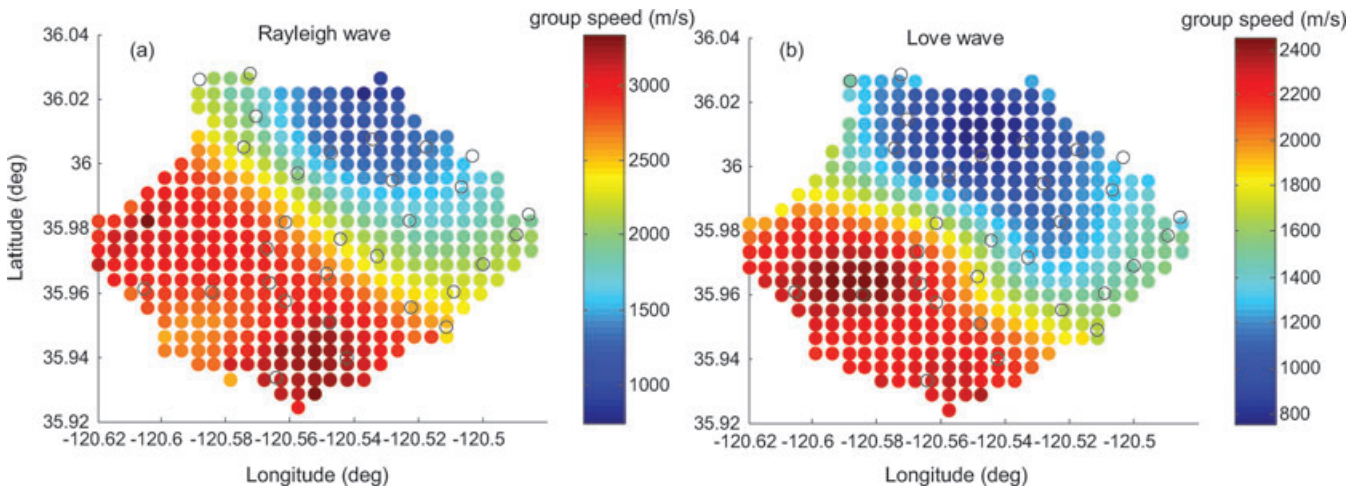 group speed (m/s)
Rayleigh wave
(a)
36.04
36.02
36
35.98
35.96
35.94
35.92
Latitude (deg)
-120.62 -120.6 -120.58 -120.56 -120.54 -120.52 -120.5
Longitude (deg)
3000
2500
2000
1500
1000
group speed (m/s)
Love wave
(b)
36.04
36.02
36
35.98
35.96
35.94
35.92
-120.62 -120.6 -120.58 -120.56 -120.54 -120.52 -120.5
Longitude (deg)
2400
2200
2000
1800
1600
1400
1200
1000
800